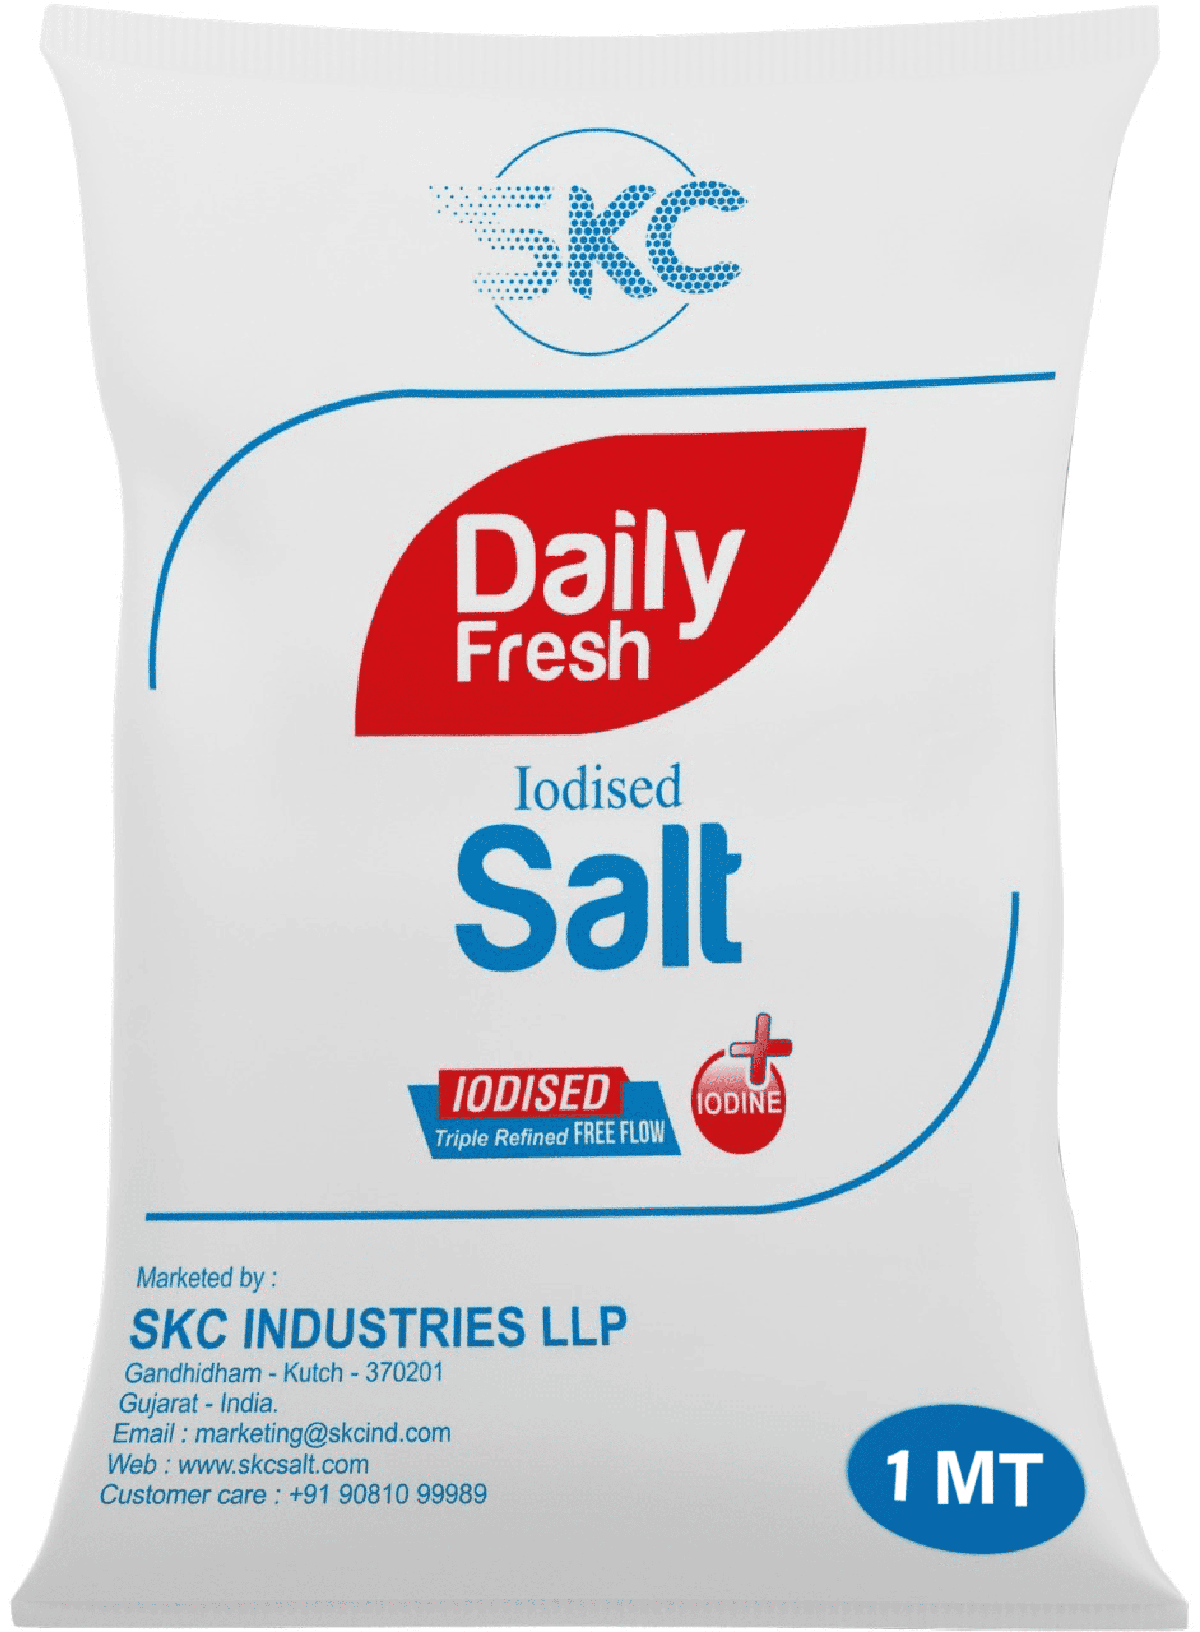 SKC
Daily
Fresh
Iodised
Salt
IODISED
Triple Refined FREE FLOW
IODINE
Marketed by :
SKC INDUSTRIES LLP
Gandhidham - Kutch - 370201
Gujarat - India.
Email : marketing@skcind.com
Web : www.skcsalt.com
Customer care : +91 90810 99989
1 MT